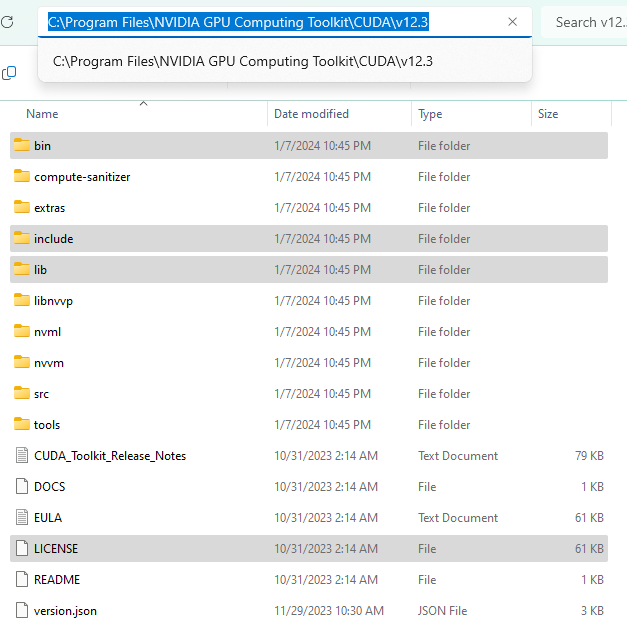 C:\Program Files\NVIDIA GPU Computing Toolkit\CUDA\v12.3
Search v12.
C:\Program Files\NVIDIA GPU Computing Toolkit\CUDA\v12.3
Name Date modified Type Size
bin 1/7/2024 10:45 PM File folder
compute-sanitizer 1/7/2024 10:45 PM File folder
extras 1/7/2024 10:45 PM File folder
include 1/7/2024 10:45 PM File folder
lib 1/7/2024 10:45 PM File folder
libnvvp 1/7/2024 10:45 PM File folder
nvml 1/7/2024 10:45 PM File folder
nvvm 1/7/2024 10:45 PM File folder
src 1/7/2024 10:45 PM File folder
tools 1/7/2024 10:45 PM File folder
CUDA_Toolkit_Release_Notes 10/31/2023 2:14 AM Text Document 79 KB
DOCS 10/31/2023 2:14 AM File 1 KB
EULA 10/31/2023 2:14 AM Text Document 61 KB
LICENSE 10/31/2023 2:14 AM File 61 KB
README 10/31/2023 2:14 AM File 1 KB
version.json 11/29/2023 10:30 AM JSON File 3 KB